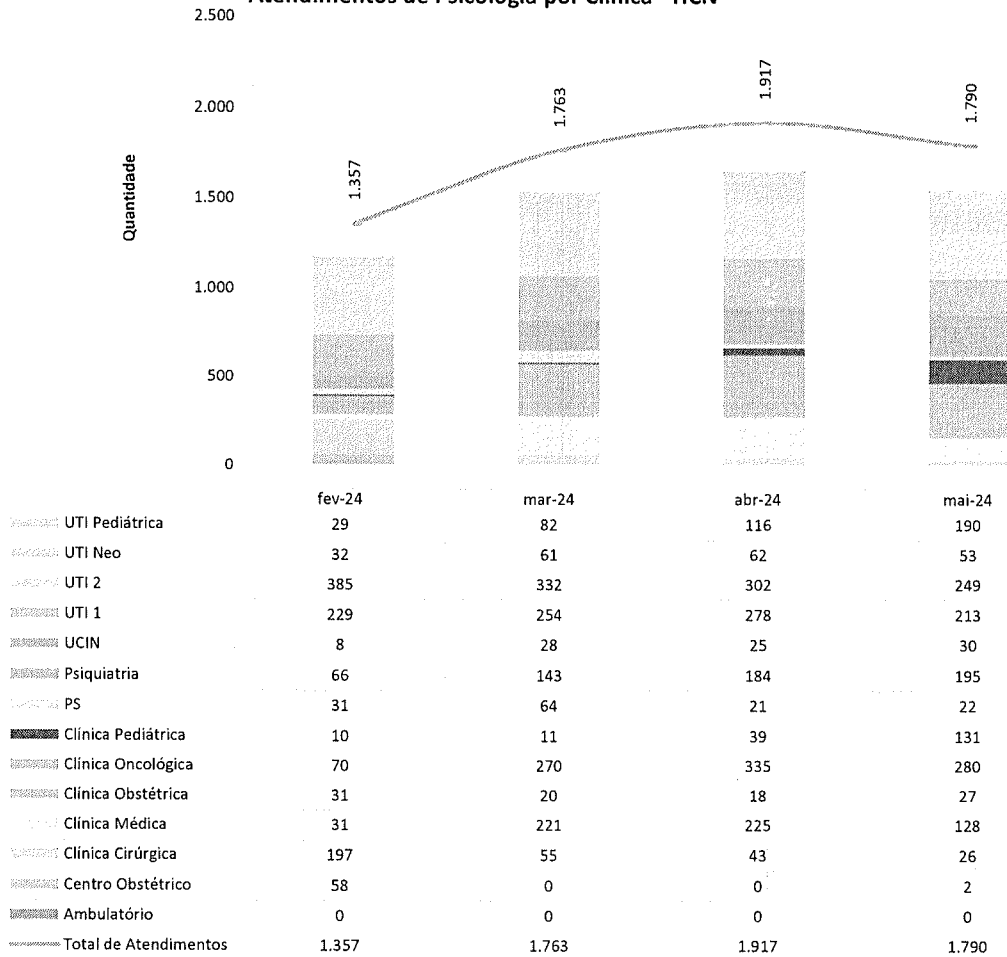 Atendimentos de Psicologia por Clínica - HCN
2.500
2.000
1.500
1.000
500
0
Quantidade
1.357
1.763
1.917
1.790
fev-24 mar-24 abr-24 mai-24
UTI Pediátrica 29 82 116 190
UTI Neo 32 61 62 53
UTI 2 385 332 302 249
UTI 1 229 254 278 213
UCIN 8 28 25 30
Psiquiatria 66 143 184 195
PS 31 64 21 22
Clínica Pediátrica 10 11 39 131
Clínica Oncológica 70 270 335 280
Clínica Obstétrica 31 20 18 27
Clínica Médica 31 221 225 128
Clínica Cirúrgica 197 55 43 26
Centro Obstétrico 58 0 0 2
Ambulatório 0 0 0 0
Total de Atendimentos 1.357 1.763 1.917 1.790